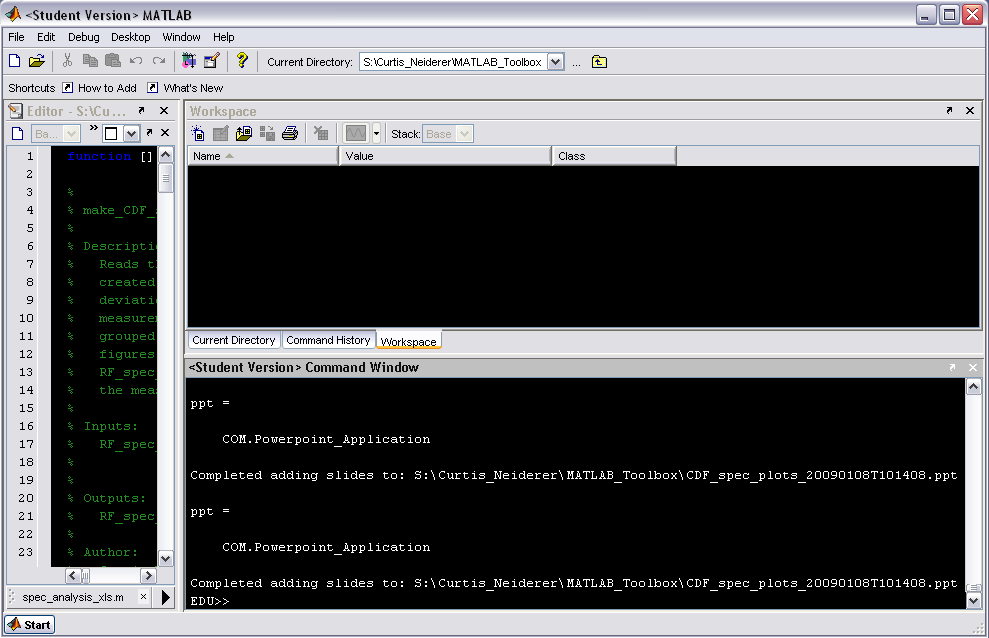 <Student Version> MATLAB
File Edit Debug Desktop Window Help
? Current Directory: S:\Curtis_Neiderer\MATLAB_Toolbox ...
Shortcuts How to Add What's New
Editor - S:\Cu...
Ba... »
1 function []
2
3 %
4 % make_CDF_
5 %
6 % Descripti
7 % Reads t
8 % created
9 % deviati
10 % measure
11 % grouped
12 % figures
13 % RF_spec_
14 % the mea
15 %
16 % Inputs:
17 % RF_spec_
18 %
19 %
20 % Outputs:
21 % RF_spec_
22 %
23 % Author:
spec_analysis_xls.m
Workspace
Stack: Base
Name Value Class
Current Directory Command History Workspace
<Student Version> Command Window
ppt =
COM.Powerpoint_Application
Completed adding slides to: S:\Curtis_Neiderer\MATLAB_Toolbox\CDF_spec_plots_20090108T101408.ppt
ppt =
COM.Powerpoint_Application
Completed adding slides to: S:\Curtis_Neiderer\MATLAB_Toolbox\CDF_spec_plots_20090108T101408.ppt
EDU>>
Start